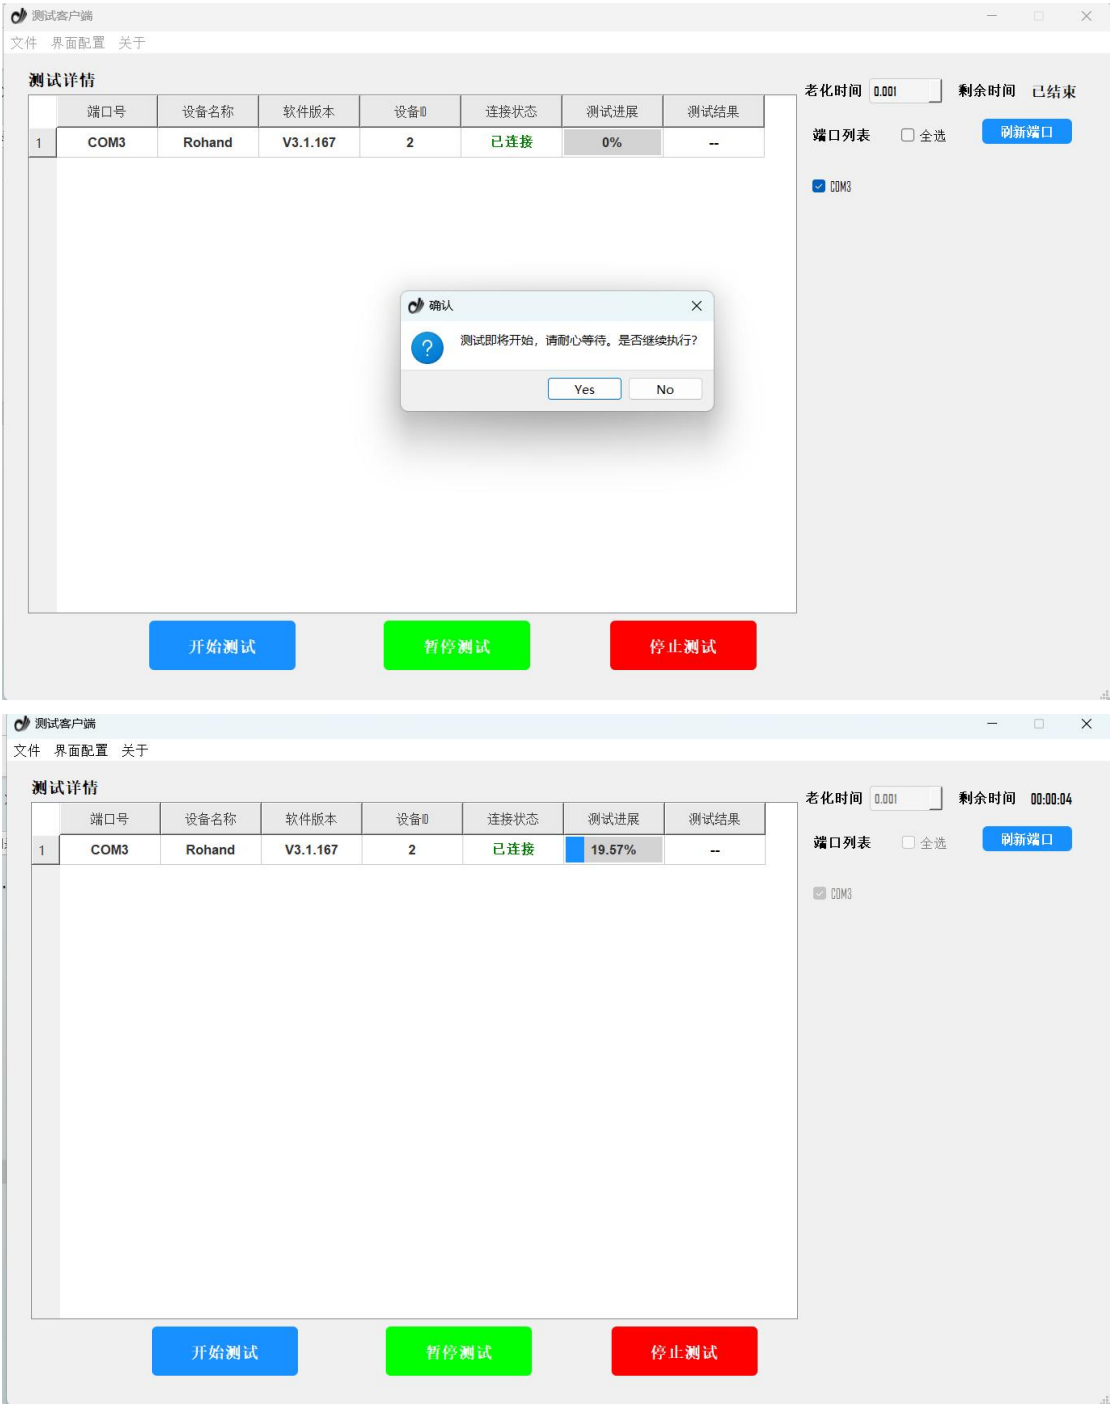 测试客户端
文件 界面配置 关于
测试详情
老化时间 0.001 剩余时间 已结束
端口号 设备名称 软件版本 设备ID 连接状态 测试进展 测试结果
1 COM3 Rohand V3.1.167 2 已连接 0% --
端口列表 全选 刷新端口
COM3
确认
测试即将开始，请耐心等待。是否继续执行？
Yes No
开始测试 暂停测试 停止测试
测试客户端
文件 界面配置 关于
测试详情
老化时间 0.001 剩余时间 00:00:04
端口号 设备名称 软件版本 设备ID 连接状态 测试进展 测试结果
1 COM3 Rohand V3.1.167 2 已连接 19.57% --
端口列表 全选 刷新端口
COM3
开始测试 暂停测试 停止测试